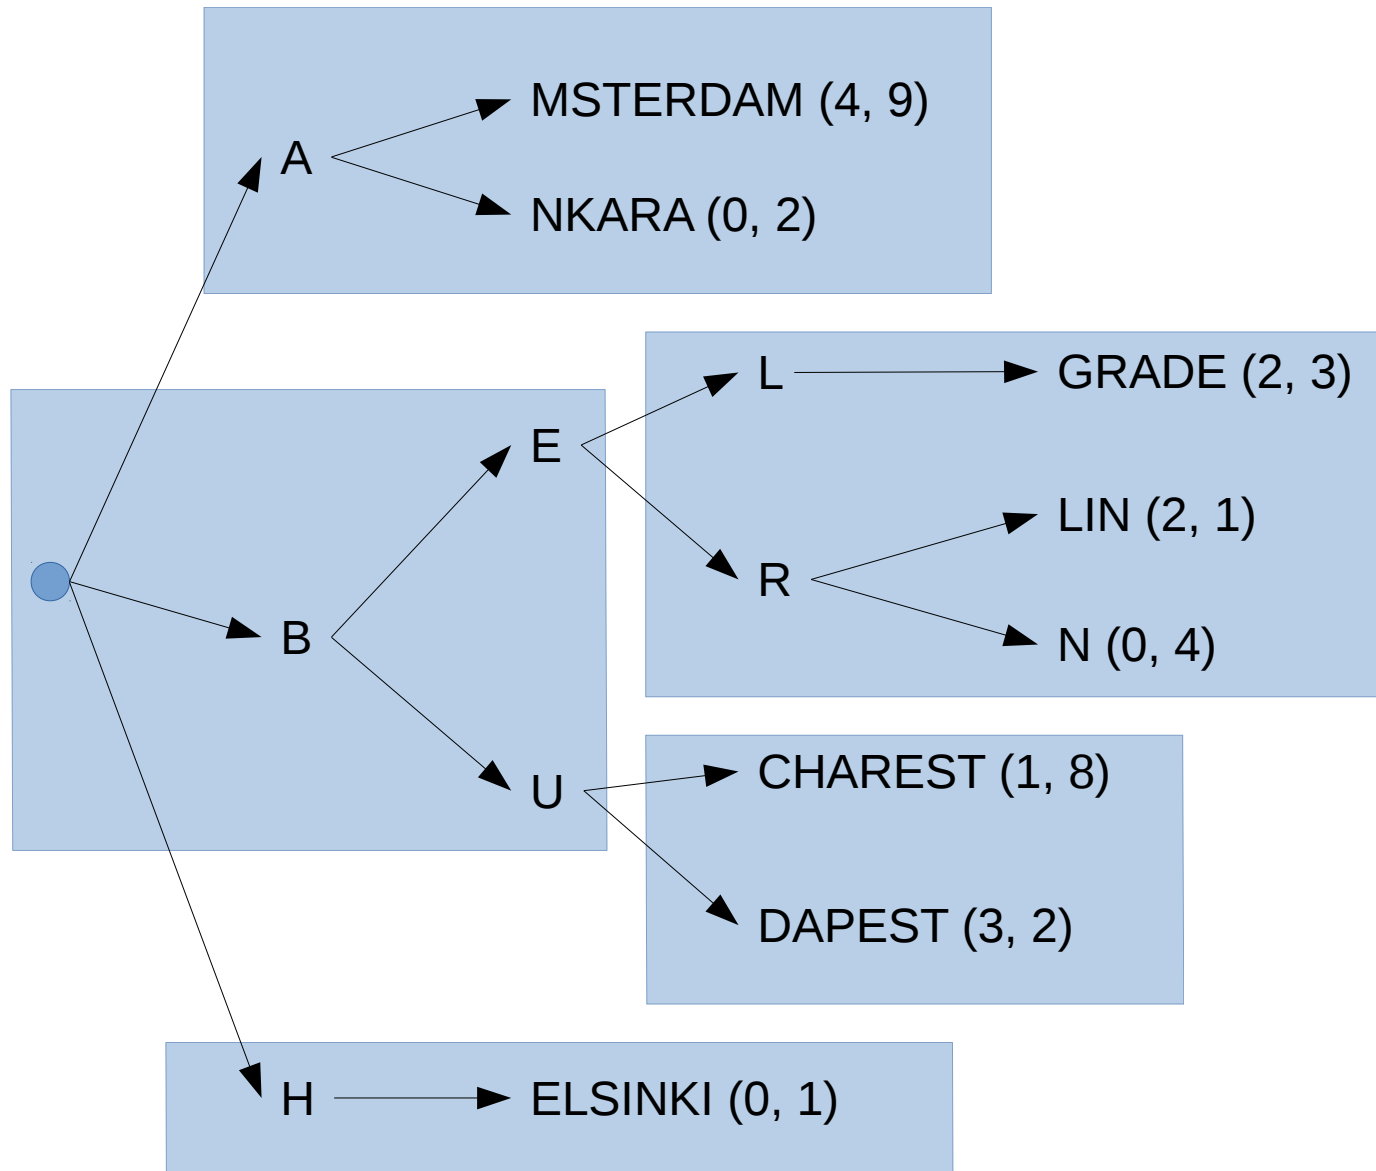 MSTERDAM (4, 9)
A
NKARA (0, 2)
L
GRADE (2, 3)
E
LIN (2, 1)
R
B
N (0, 4)
U
CHAREST (1, 8)
DAPEST (3, 2)
H
ELSINKI (0, 1)